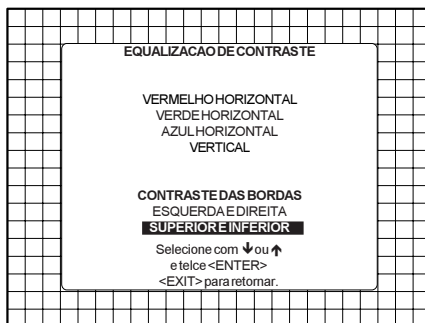 EQUALIZACAO DE CONTRASTE
VERMELHO HORIZONTAL
VERDE HORIZONTAL
AZUL HORIZONTAL
VERTICAL
CONTRASTE DAS BORDAS
ESQUERDA E DIREITA
SUPERIOR E INFERIOR
Selecione com ↓ ou ↑
e telce <ENTER>
<EXIT> para retornar.